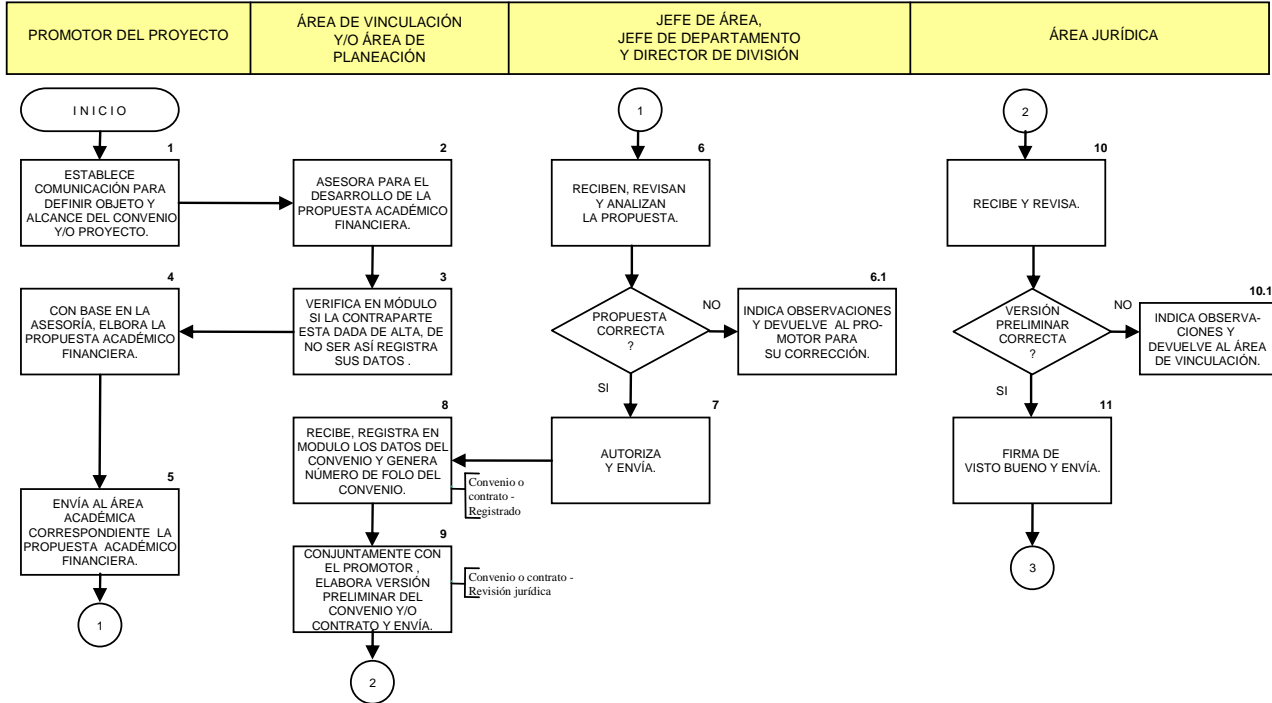 PROMOTOR DEL PROYECTO
ÁREA DE VINCULACIÓN
Y/O ÁREA DE
PLANEACIÓN
JEFE DE ÁREA,
JEFE DE DEPARTAMENTO
Y DIRECTOR DE DIVISIÓN
ÁREA JURÍDICA
INICIO
1
ESTABLECE
COMUNICACIÓN PARA
DEFINIR OBJETO Y
ALCANCE DEL CONVENIO
Y/O PROYECTO.
2
ASESORA PARA EL
DESARROLLO DE LA
PROPUESTA ACADÉMICO
FINANCIERA.
3
VERIFICA EN MÓDULO
SI LA CONTRAPARTE
ESTA DADA DE ALTA, DE
NO SER ASÍ REGISTRA
SUS DATOS .
4
CON BASE EN LA
ASESORÍA, ELBORA LA
PROPUESTA ACADÉMICO
FINANCIERA.
5
ENVÍA AL ÁREA
ACADÉMICA
CORRESPONDIENTE LA
PROPUESTA ACADÉMICO
FINANCIERA.
1
1
6
RECIBEN, REVISAN
Y ANALIZAN
LA PROPUESTA.
PROPUESTA
CORRECTA
?
NO
6.1
INDICA OBSERVACIONES
Y DEVUELVE AL PRO-
MOTOR PARA
SU CORRECCIÓN.
SI
7
AUTORIZA
Y ENVÍA.
8
RECIBE, REGISTRA EN
MODULO LOS DATOS DEL
CONVENIO Y GENERA
NÚMERO DE FOLO DEL
CONVENIO.
Convenio o
contrato -
Registrado
9
CONJUNTAMENTE CON
EL PROMOTOR ,
ELABORA VERSIÓN
PRELIMINAR DEL
CONVENIO Y/O
CONTRATO Y ENVÍA.
Convenio o contrato -
Revisión jurídica
2
2
10
RECIBE Y REVISA.
VERSIÓN
PRELIMINAR
CORRECTA
?
NO
10.1
INDICA OBSERVA-
CIONES Y
DEVUELVE AL ÁREA
DE VINCULACIÓN.
SI
11
FIRMA DE
VISTO BUENO Y ENVÍA.
3